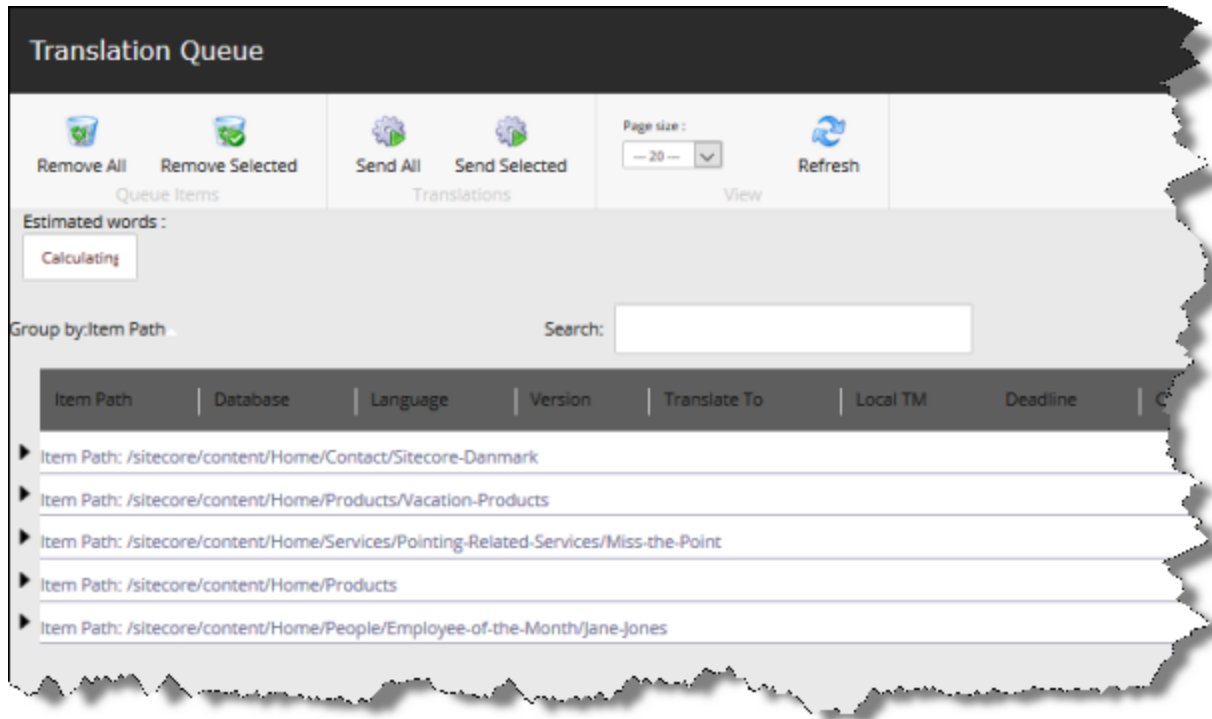 Translation Queue
Remove All Remove Selected Send All Send Selected Page size : --- 20 --- Refresh
Queue Items Translations View
Estimated words :
Calculating
Group by:Item Path Search:
Item Path Database Language Version Translate To Local TM Deadline
Item Path: /sitecore/content/Home/Contact/Sitecore-Danmark
Item Path: /sitecore/content/Home/Products/Vacation-Products
Item Path: /sitecore/content/Home/Services/Pointing-Related-Services/Miss-the-Point
Item Path: /sitecore/content/Home/Products
Item Path: /sitecore/content/Home/People/Employee-of-the-Month/Jane-Jones